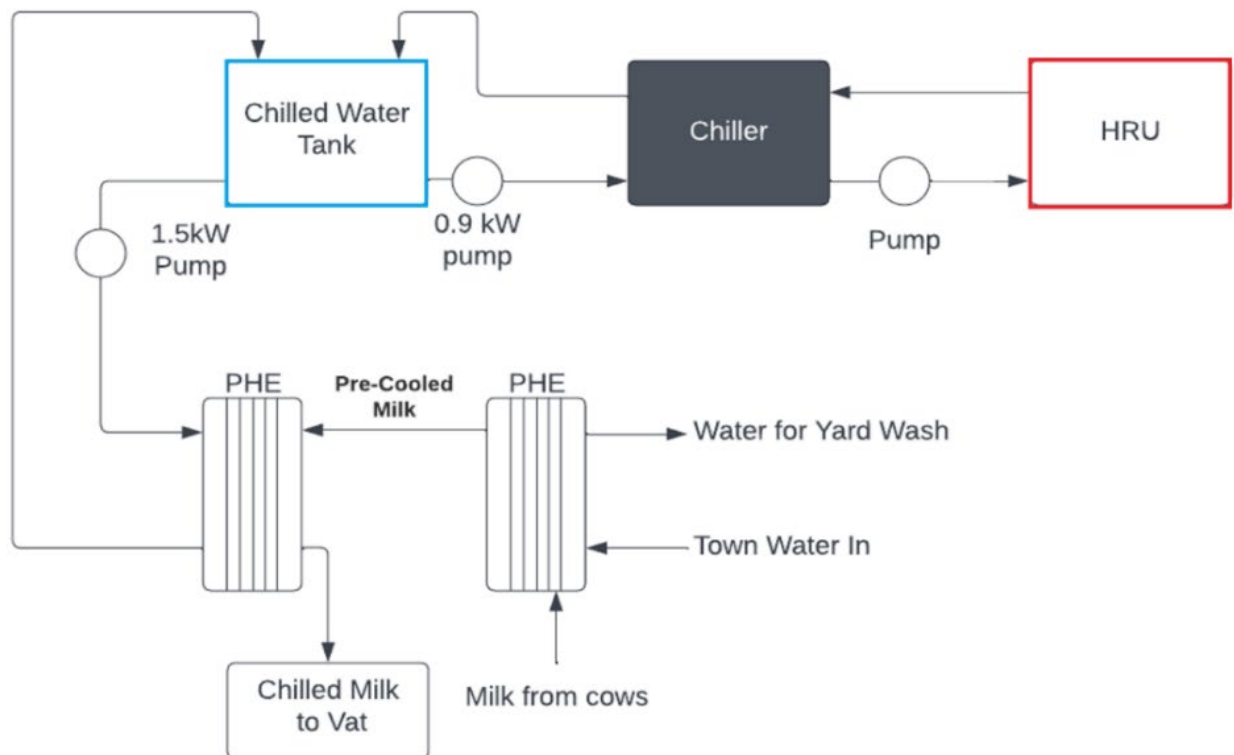 Chilled Water
Tank
Chiller
HRU
1.5kW
Pump
0.9 kW
pump
Pump
PHE
Pre-Cooled
Milk
PHE
Water for Yard Wash
Town Water In
Chilled Milk
to Vat
Milk from cows